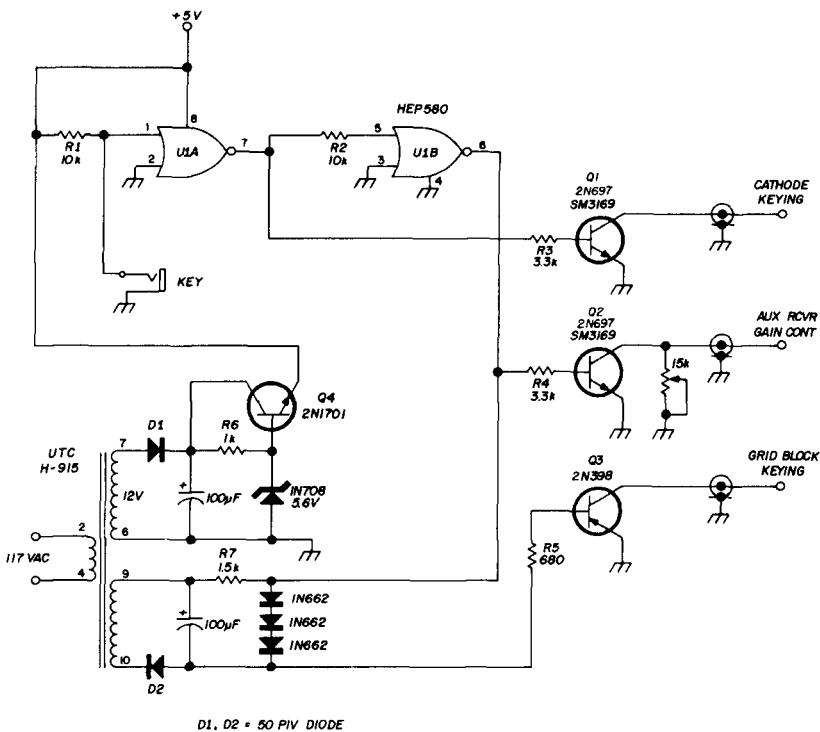 +5V
HEP580
R1
10k
1
2
8
U1A
7
R2
10k
5
3
U1B
4
6
Q1
2N697
SM3169
CATHODE
KEYING
R3
3.3k
KEY
Q2
2N697
SM3169
AUX RCVR
GAIN CONT
R4
3.3k
15k
Q4
2N1701
UTC
H-915
7
D1
R6
1k
12V
+
100µF
1N708
5.6V
6
Q3
2N398
GRID BLOCK
KEYING
R5
680
2
117 VAC
4
9
R7
1.5k
+
100µF
1N662
1N662
1N662
10
D2
D1, D2 = 50 PIV DIODE